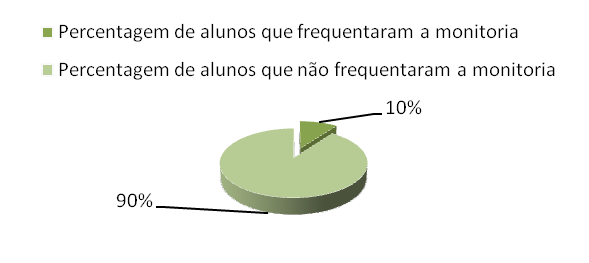 Percentagem de alunos que frequentaram a monitoria
Percentagem de alunos que não frequentaram a monitoria
10%
90%